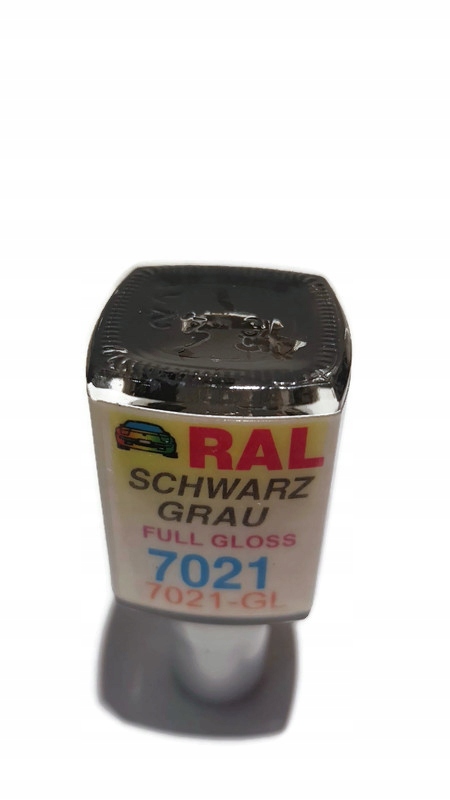 RAL
SCHWARZ
GRAU
FULL GLOSS
7021
7021-GL